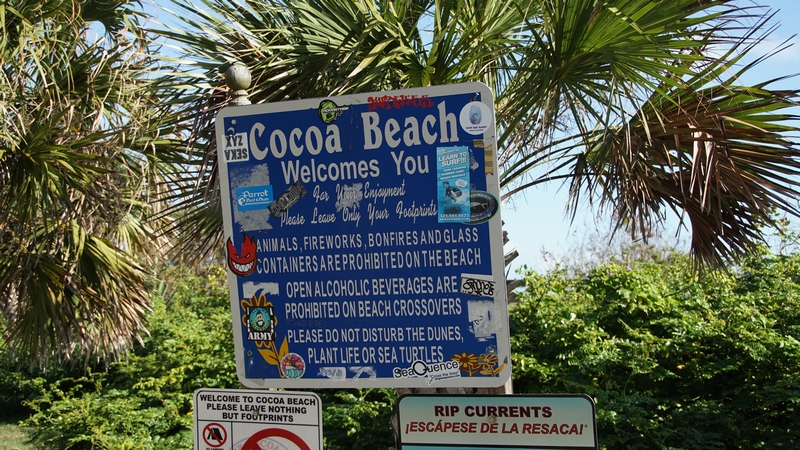 Cocoa Beach
Welcomes You
For Your Enjoyment
Please Leave Only Your Footprints
ANIMALS, FIREWORKS, BONFIRES AND GLASS
CONTAINERS ARE PROHIBITED ON THE BEACH
OPEN ALCOHOLIC BEVERAGES ARE
PROHIBITED ON BEACH CROSSOVERS
PLEASE DO NOT DISTURB THE DUNES,
PLANT LIFE OR SEA TURTLES
SEKA
ZAX
Parrot
LEARN TO
SURF!!
ARMY
SeaQuence
WELCOME TO COCOA BEACH
PLEASE LEAVE NOTHING
BUT FOOTPRINTS
RIP CURRENTS
¡ESCÁPESE DE LA RESACA!